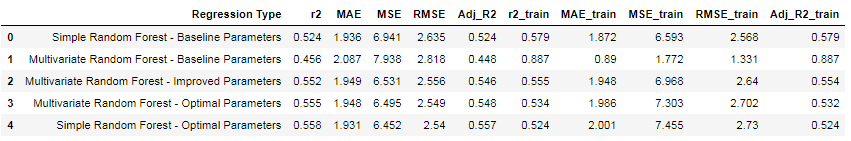 Regression Type r2 MAE MSE RMSE Adj_R2 r2_train MAE_train MSE_train RMSE_train Adj_R2_train
0 Simple Random Forest - Baseline Parameters 0.524 1.936 6.941 2.635 0.524 0.579 1.872 6.593 2.568 0.579
1 Multivariate Random Forest - Baseline Parameters 0.456 2.087 7.938 2.818 0.448 0.887 0.89 1.772 1.331 0.887
2 Multivariate Random Forest - Improved Parameters 0.552 1.949 6.531 2.556 0.546 0.555 1.948 6.968 2.64 0.554
3 Multivariate Random Forest - Optimal Parameters 0.555 1.948 6.495 2.549 0.548 0.534 1.986 7.303 2.702 0.532
4 Simple Random Forest - Optimal Parameters 0.558 1.931 6.452 2.54 0.557 0.524 2.001 7.455 2.73 0.524